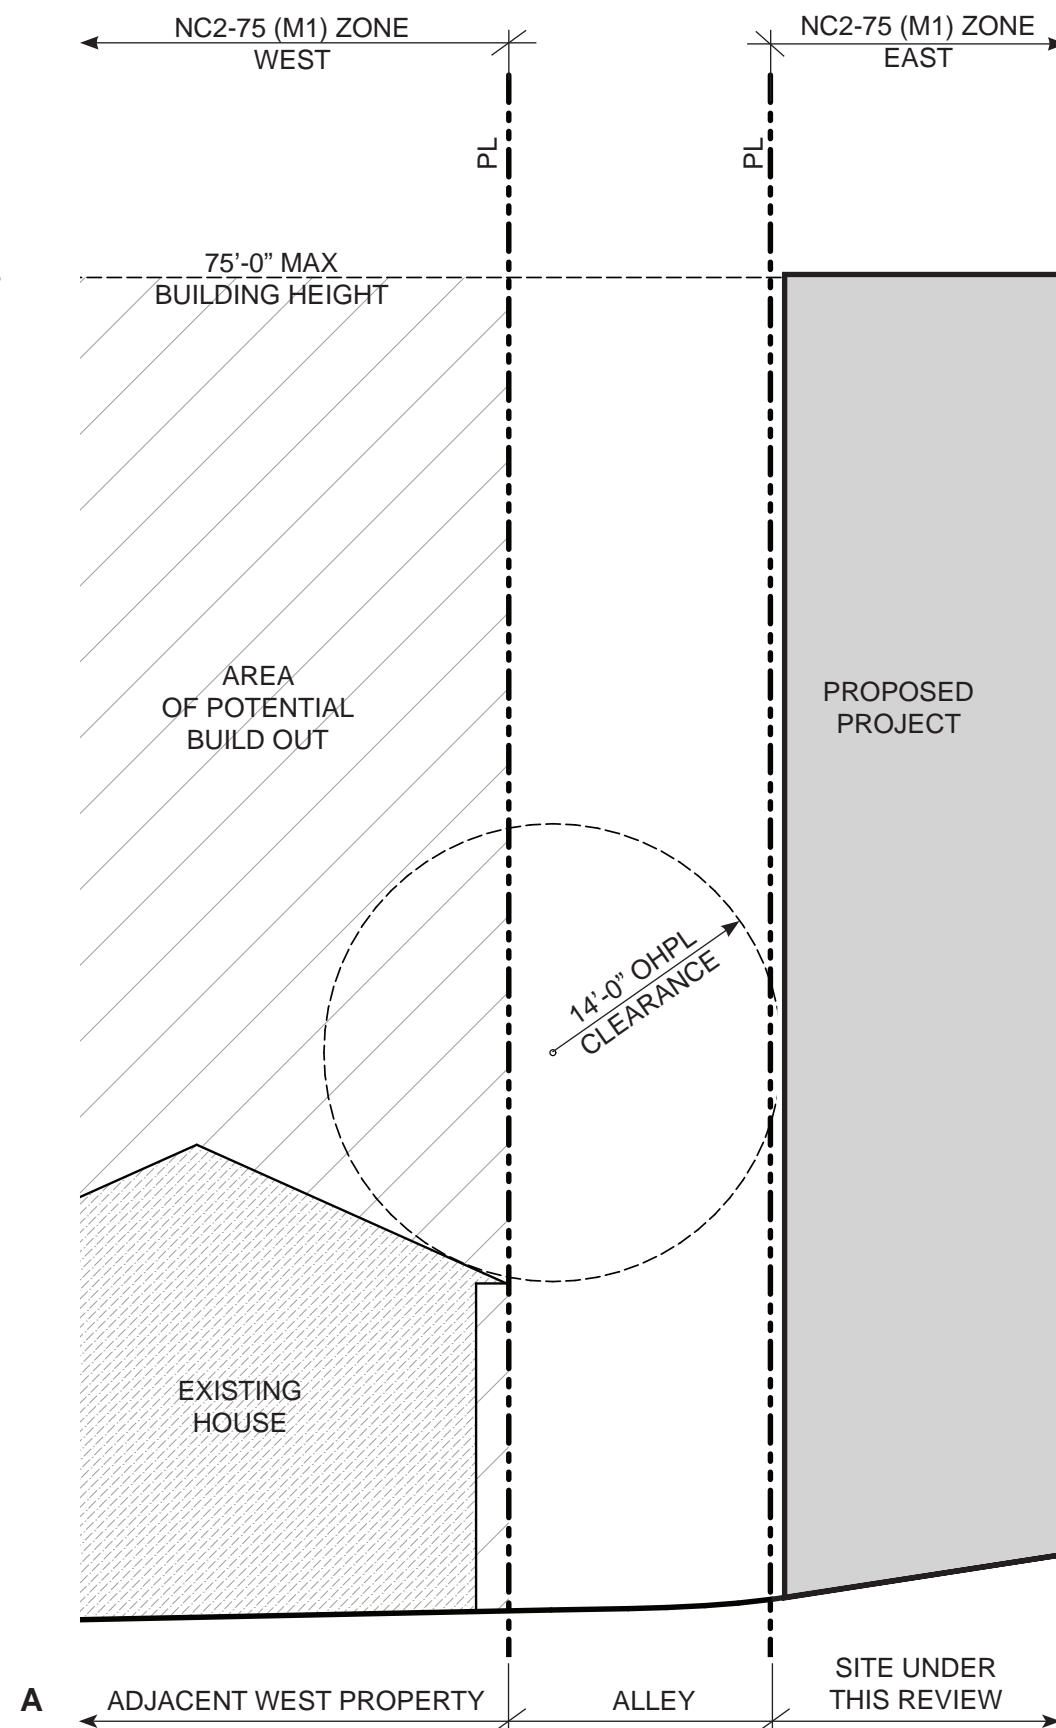 NC2-75 (M1) ZONE
WEST
NC2-75 (M1) ZONE
EAST
PL
PL
75’-0” MAX
BUILDING HEIGHT
AREA
OF POTENTIAL
BUILD OUT
PROPOSED
PROJECT
14’-0” OHPL
CLEARANCE
EXISTING
HOUSE
A
ADJACENT WEST PROPERTY
ALLEY
SITE UNDER
THIS REVIEW